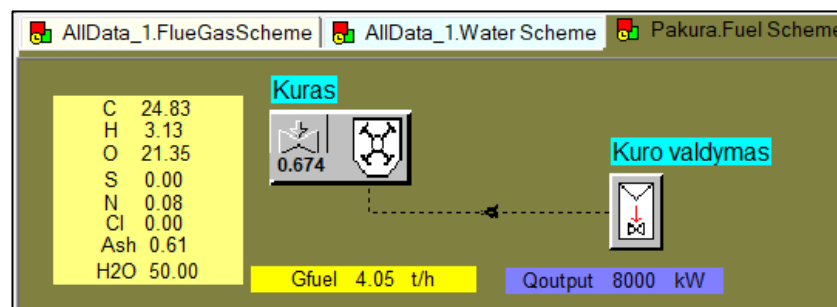 AllData_1.FlueGasScheme
AllData_1.Water Scheme
Pakura.Fuel Scheme
Kuras
C 24.83
H 3.13
O 21.35
S 0.00
N 0.08
Cl 0.00
Ash 0.61
H2O 50.00
0.674
Kuro valdymas
Gfuel 4.05 t/h
Qoutput 8000 kW